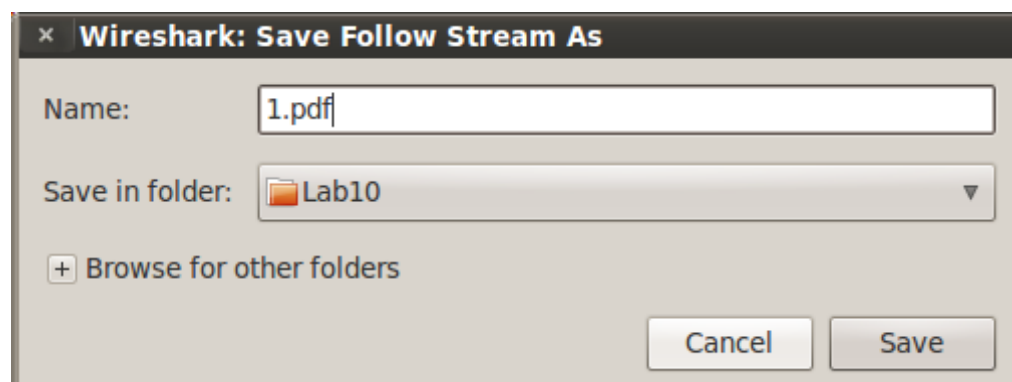 × Wireshark: Save Follow Stream As
Name: 1.pdf
Save in folder: Lab10
+ Browse for other folders
Cancel Save